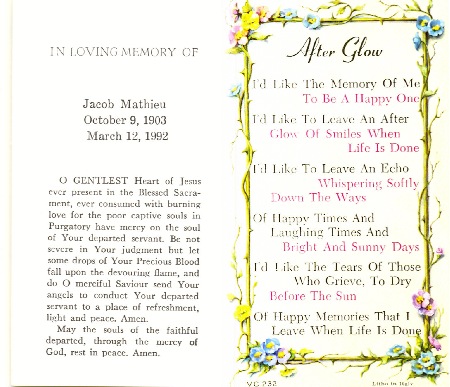 IN LOVING MEMORY OF
Jacob Mathieu
October 9, 1903
March 12, 1992
O GENTLEST Heart of Jesus
ever present in the Blessed Sacra-
ment, ever consumed with burning
love for the poor captive souls in
Purgatory have mercy on the soul
of Your departed servant. Be not
severe in Your judgment but let
some drops of Your Precious Blood
fall upon the devouring flame, and
do O merciful Saviour send Your
angels to conduct Your departed
servant to a place of refreshment,
light and peace. Amen.
May the souls of the faithful
departed, through the mercy of
God, rest in peace. Amen.
After Glow
I'd Like The Memory Of Me
To Be A Happy One
I'd Like To Leave An After
Glow Of Smiles When
Life Is Done
I'd Like To Leave An Echo
Whispering Softly
Down The Ways
Of Happy Times And
Laughing Times And
Bright And Sunny Days
I'd Like The Tears Of Those
Who Grieve, To Dry
Before The Sun
Of Happy Memories That I
Leave When Life Is Done
VC 232
Litho in Italy